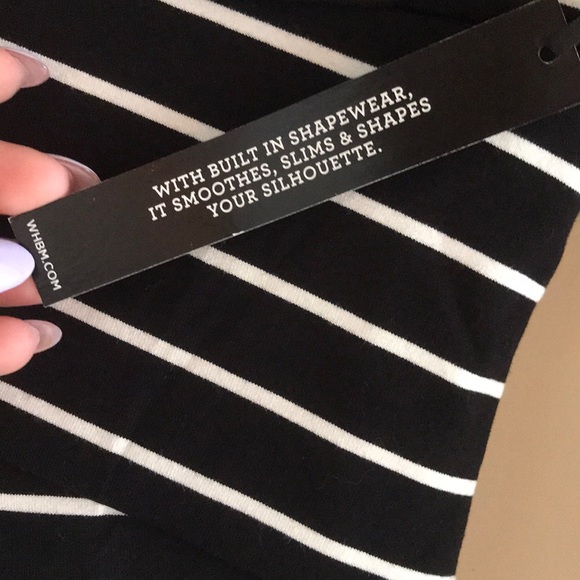 WITH BUILT IN SHAPEWEAR,
IT SMOOTHES, SLIMS & SHAPES
YOUR SILHOUETTE.
WHBM.COM